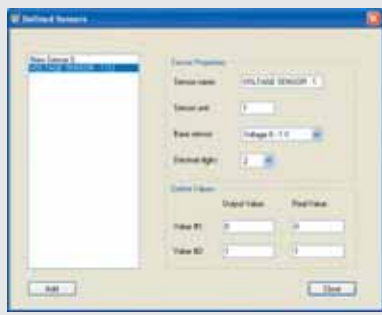 Defined Sensors
New Sensor 0
VOLTAGE SENSOR
Sensor Properties
Sensor name VOLTAGE SENSOR 1
Sensor unit
Base sensor Voltage 0 - 1 V
Decimal digits 2
Define Values
Output Value Real Value
Value #1 0 0
Value #2 1 1
Add Close